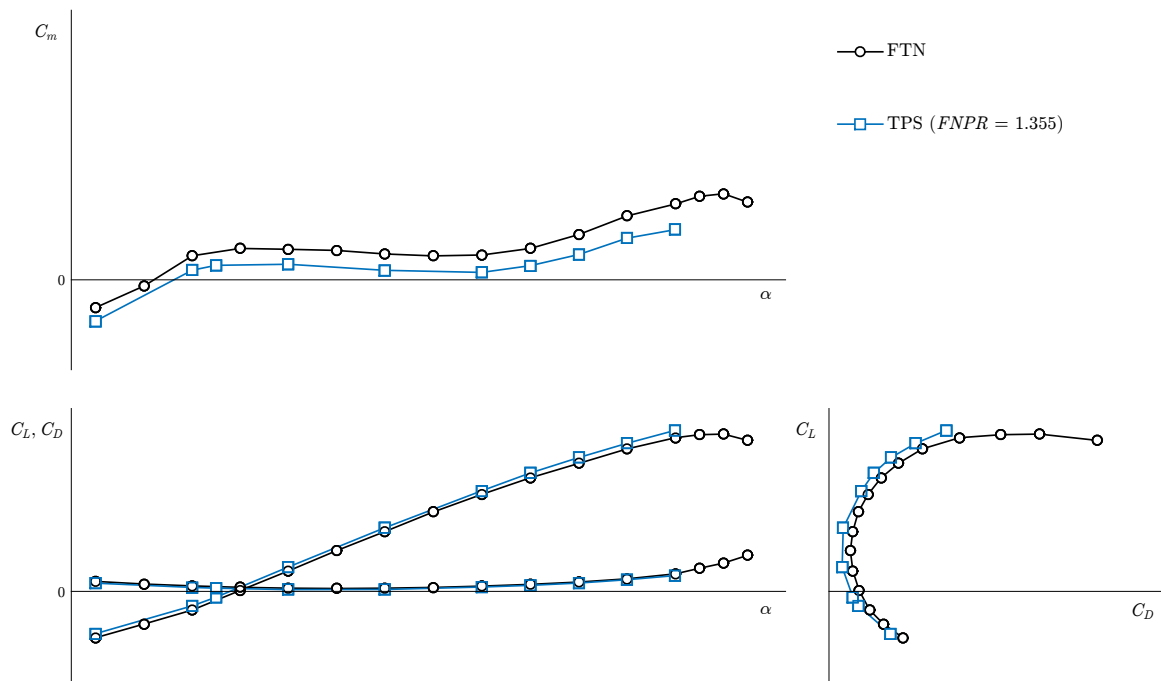 C_m
FTN
TPS (FNPR = 1.355)
0
α
C_L, C_D
0
α
C_L
C_D